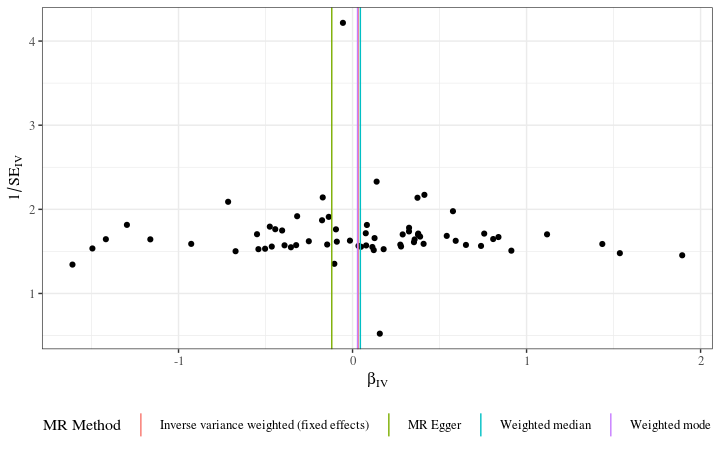 4
3
2
1
1/SE_IV
-1
0
1
2
β_IV
MR Method
Inverse variance weighted (fixed effects)
MR Egger
Weighted median
Weighted mode